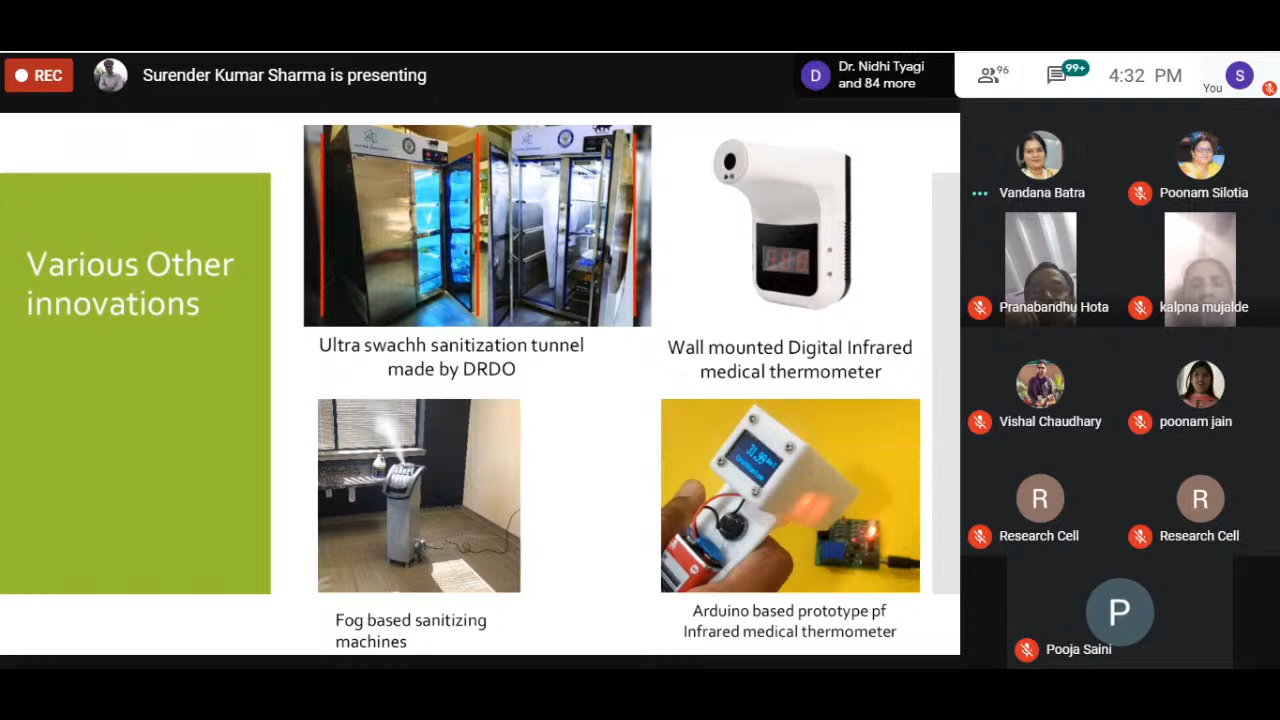 REC
Surender Kumar Sharma is presenting
D
Dr. Nidhi Tyagi
and 84 more
96
99+
4:32 PM
You
S
Various Other
innovations
Ultra swachh sanitization tunnel
made by DRDO
Wall mounted Digital Infrared
medical thermometer
Fog based sanitizing
machines
31.99
Arduino based prototype pf
Infrared medical thermometer
Vandana Batra
Poonam Silotia
Pranabandhu Hota
kalpna mujalde
Vishal Chaudhary
poonam jain
R
Research Cell
R
Research Cell
P
Pooja Saini